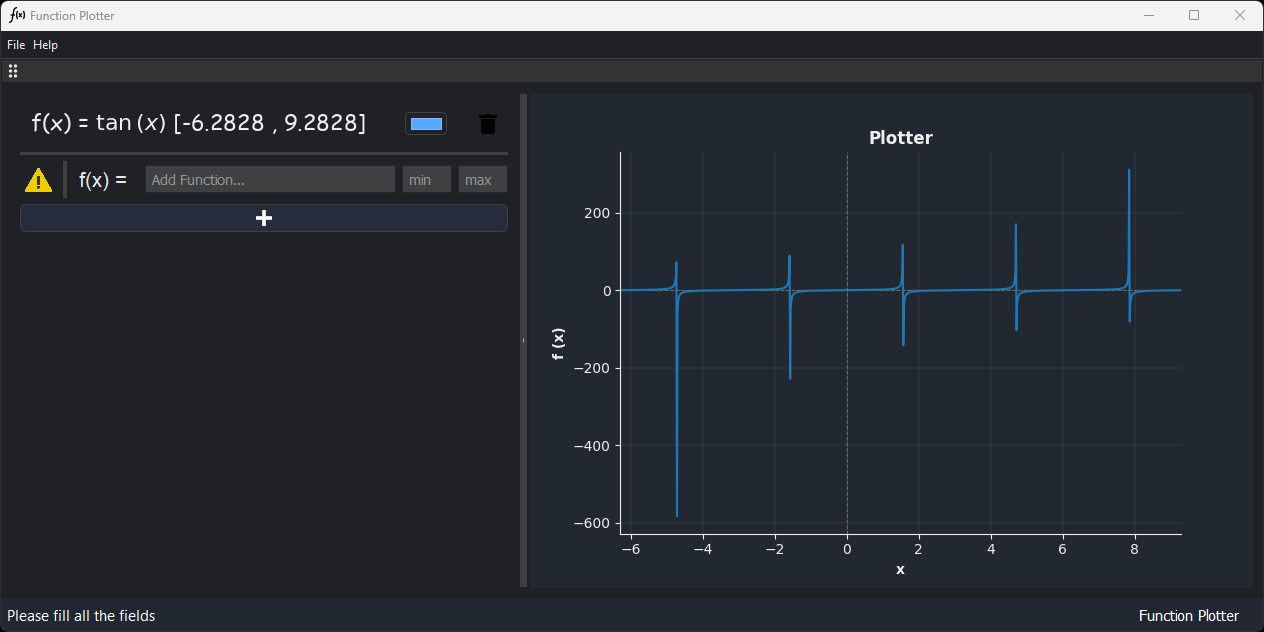 f(x) Function Plotter
File Help
f(x) = tan (x) [-6.2828 , 9.2828]
f(x) = Add Function... min max
Plotter
200
0
−200
−400
−600
f (x)
−6 −4 −2 0 2 4 6 8
x
Please fill all the fields
Function Plotter